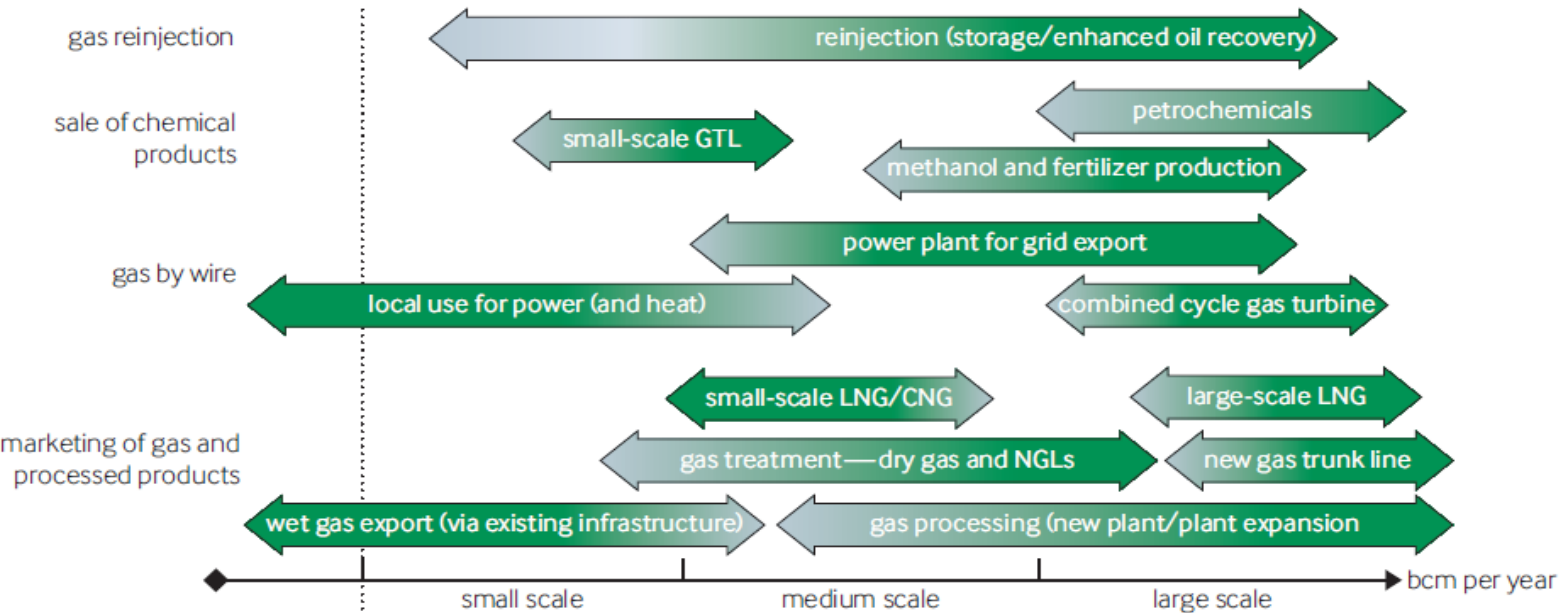 gas reinjection
reinjection (storage/enhanced oil recovery)
sale of chemical
products
petrochemicals
small-scale GTL
methanol and fertilizer production
gas by wire
power plant for grid export
local use for power (and heat)
combined cycle gas turbine
marketing of gas and
processed products
small-scale LNG/CNG
large-scale LNG
gas treatment—dry gas and NGLs
new gas trunk line
wet gas export (via existing infrastructure)
gas processing (new plant/plant expansion
bcm per year
small scale
medium scale
large scale